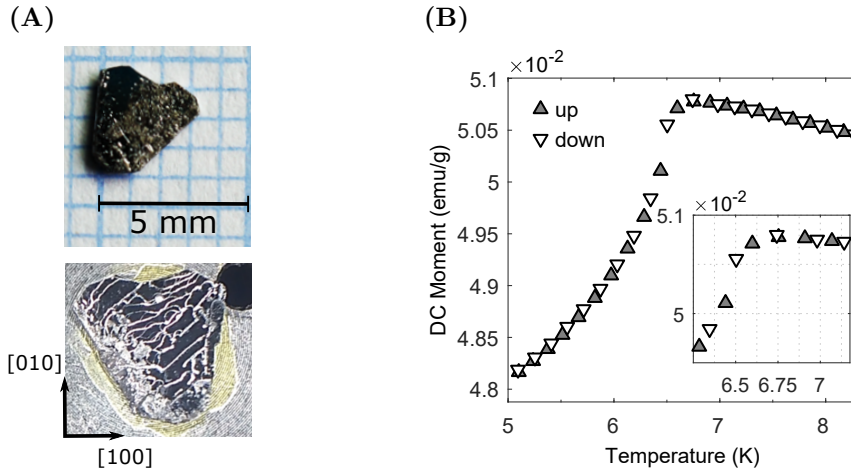 (A)
5 mm
[010]
[100]
(B)
×10⁻²
5.1
5.05
5
4.95
4.9
4.85
4.8
DC Moment (emu/g)
up
down
×10⁻²
5.1
5
6.5 6.75 7
5 6 7 8
Temperature (K)